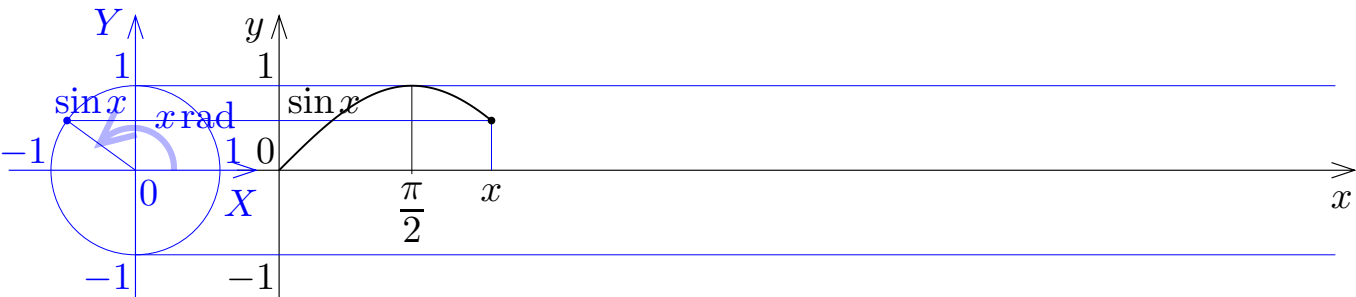 Y y
1 1
sin x x rad sin x
−1 1 0
0 X π/2 x x
−1 −1